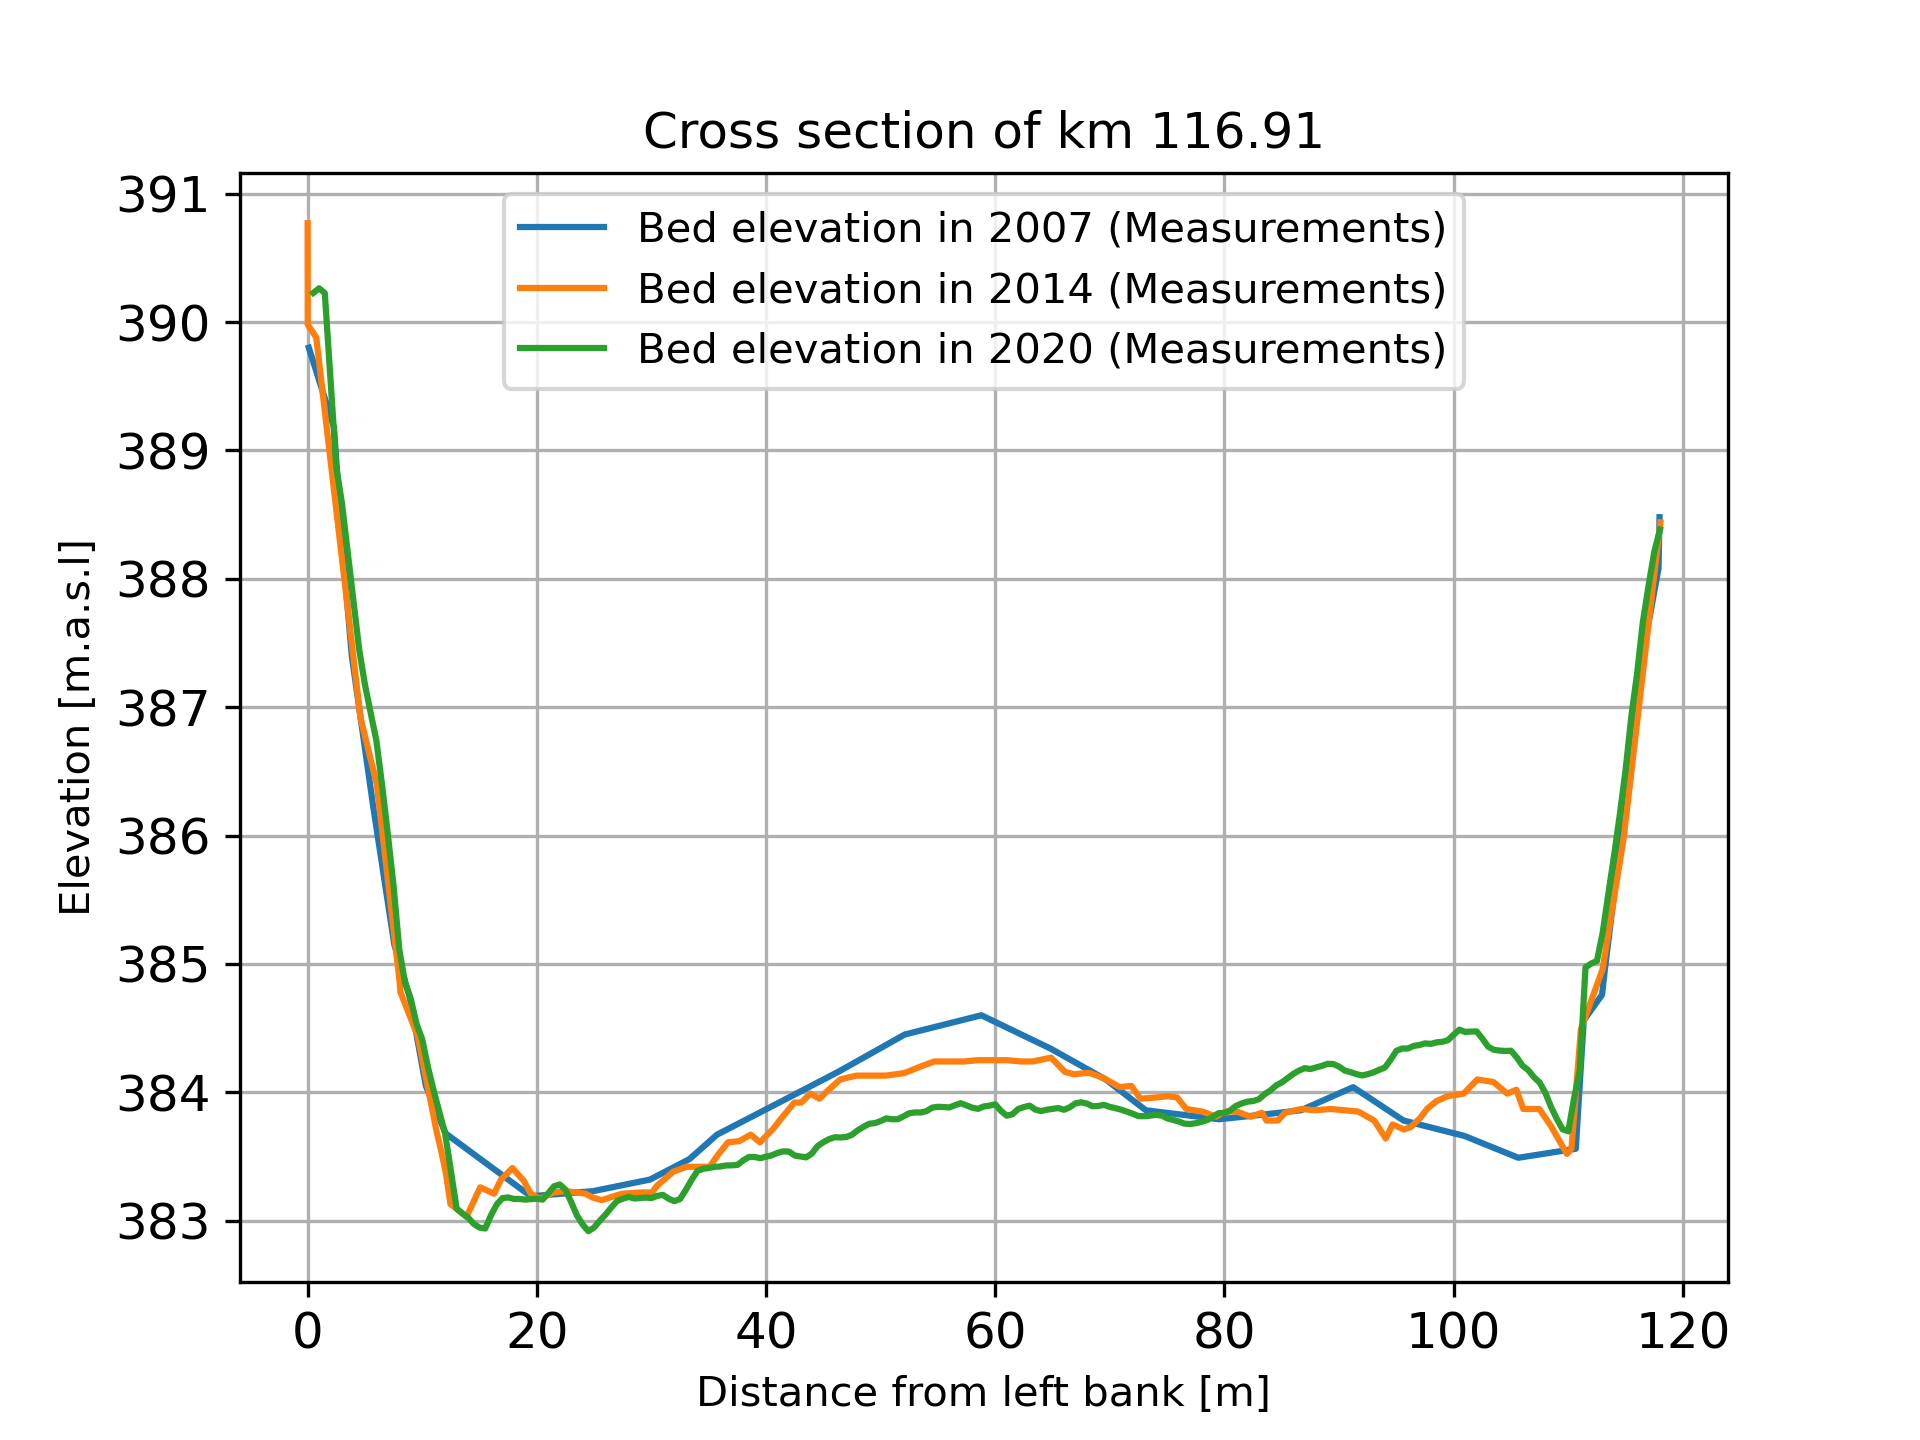 Cross section of km 116.91
Bed elevation in 2007 (Measurements)
Bed elevation in 2014 (Measurements)
Bed elevation in 2020 (Measurements)
Elevation [m.a.s.l]
391
390
389
388
387
386
385
384
383
0 20 40 60 80 100 120
Distance from left bank [m]